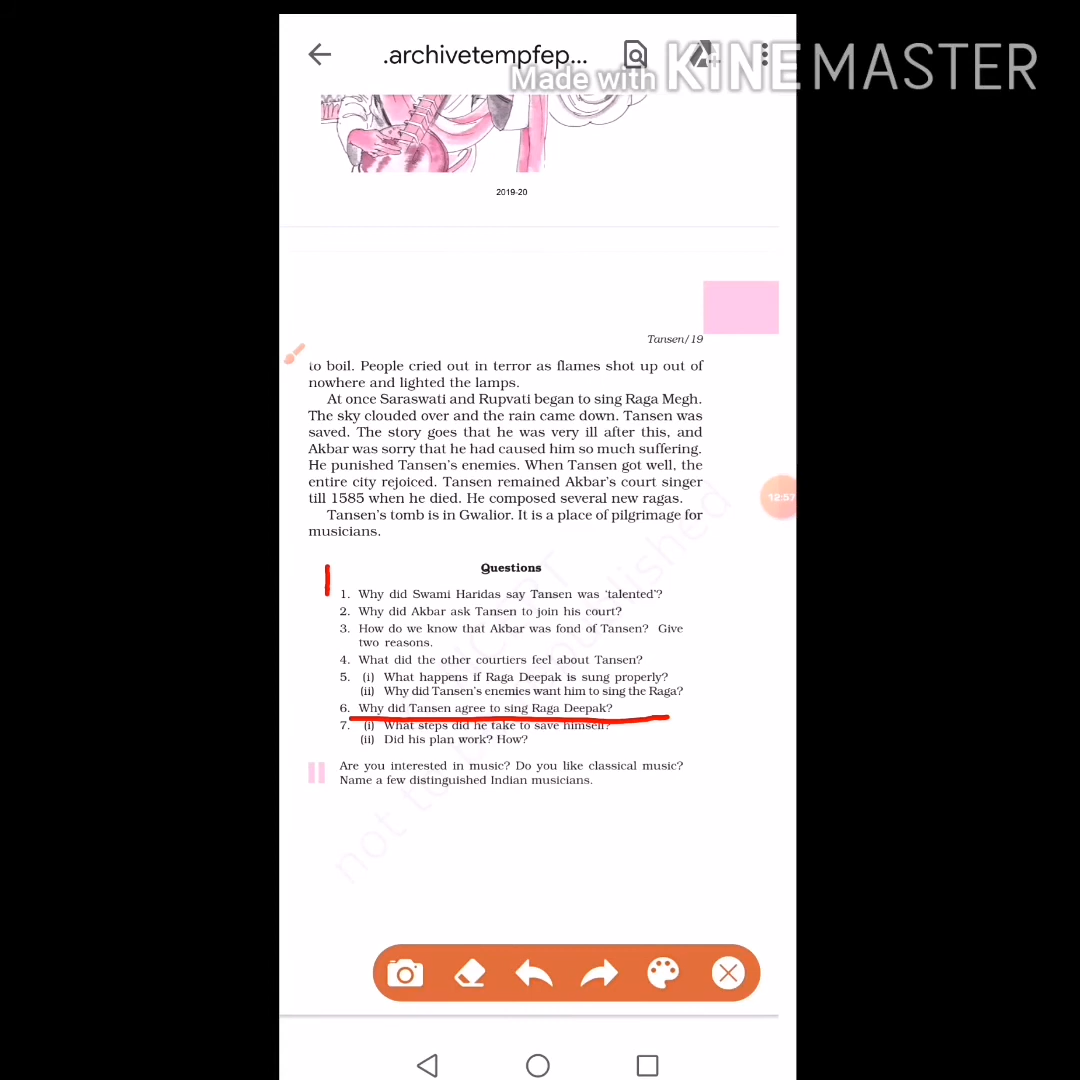 .archivetempfep...
Made with KINEMASTER
2019-20
Tansen/19
to boil. People cried out in terror as flames shot up out of
nowhere and lighted the lamps.
At once Saraswati and Rupvati began to sing Raga Megh.
The sky clouded over and the rain came down. Tansen was
saved. The story goes that he was very ill after this, and
Akbar was sorry that he had caused him so much suffering.
He punished Tansen's enemies. When Tansen got well, the
entire city rejoiced. Tansen remained Akbar's court singer
till 1585 when he died. He composed several new ragas.
Tansen's tomb is in Gwalior. It is a place of pilgrimage for
musicians.
12:57
Questions
1. Why did Swami Haridas say Tansen was 'talented'?
2. Why did Akbar ask Tansen to join his court?
3. How do we know that Akbar was fond of Tansen? Give
two reasons.
4. What did the other courtiers feel about Tansen?
5. (i) What happens if Raga Deepak is sung properly?
(ii) Why did Tansen's enemies want him to sing the Raga?
6. Why did Tansen agree to sing Raga Deepak?
7. (i) What steps did he take to save himself?
(ii) Did his plan work? How?
Are you interested in music? Do you like classical music?
Name a few distinguished Indian musicians.